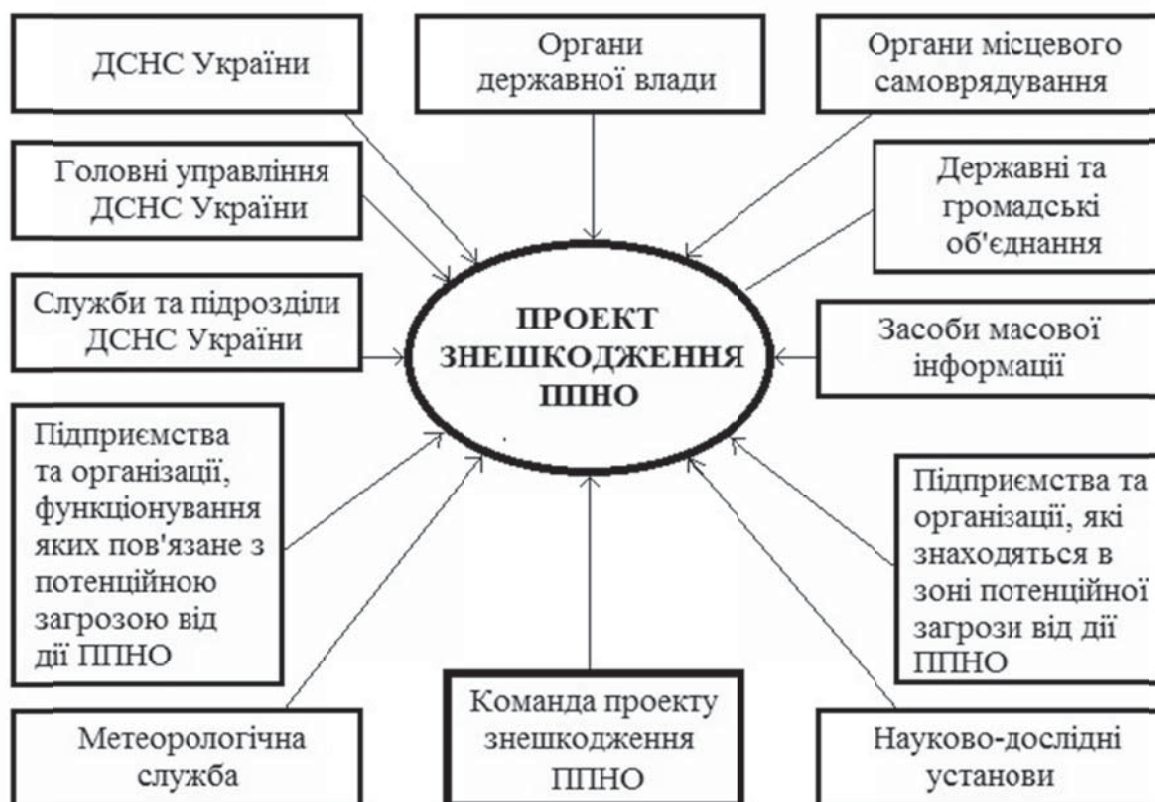 ДСНС України
Органи
державної влади
Органи місцевого
самоврядування
Головні управління
ДСНС України
Державні та
громадські
об'єднання
Служби та підрозділи
ДСНС України
ПРОЕКТ
ЗНЕШКОДЖЕННЯ
ППНО
Засоби масової
інформації
Підприємства
та організації,
функціонування
яких пов'язане з
потенційною
загрозою від
дії ППНО
Підприємства та
організації, які
знаходяться в
зоні потенційної
загрози від дії
ППНО
Метеорологічна
служба
Команда проекту
знешкодження
ППНО
Науково-дослідні
установи